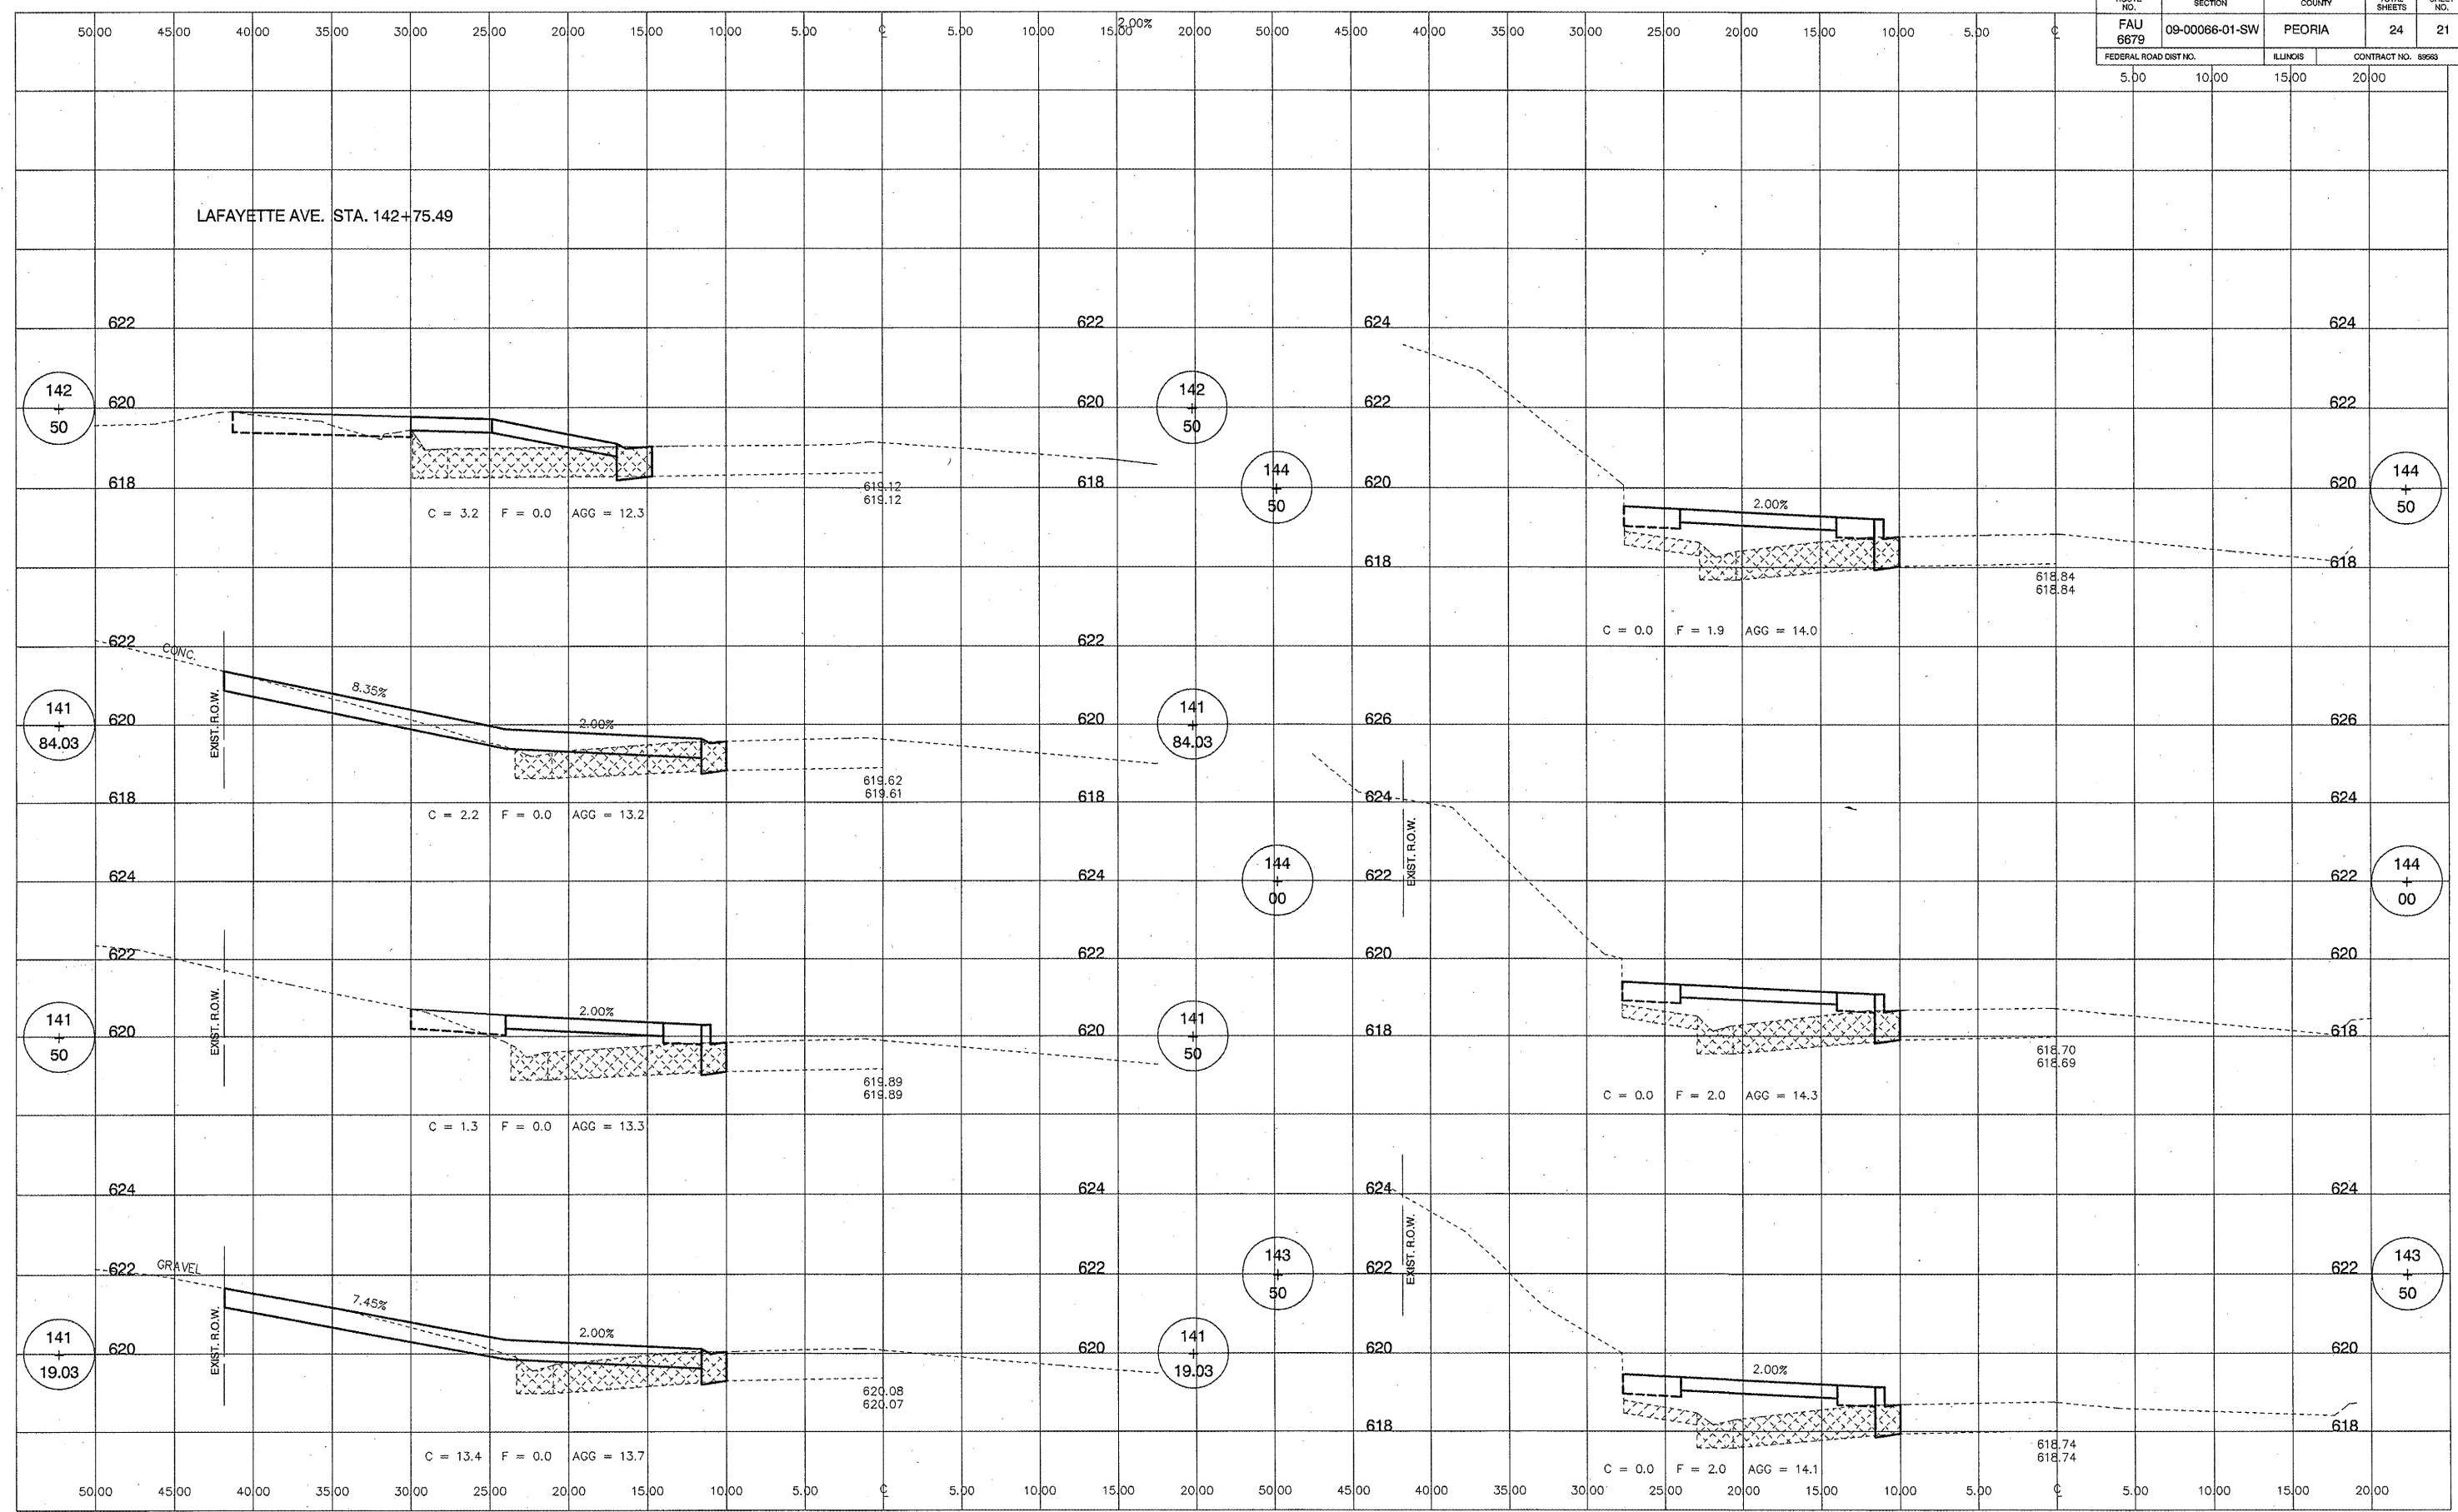 ROUTE NO. SECTION COUNTY TOTAL SHEETS SHEET NO.
FAU 6679 09-00066-01-SW PEORIA 24 21
FEDERAL ROAD DIST NO. ILLINOIS CONTRACT NO. 89563
50.00 45.00 40.00 35.00 30.00 25.00 20.00 15.00 10.00 5.00 ℄ 5.00 10.00 15.00 2.00% 20.00 50.00 45.00 40.00 35.00 30.00 25.00 20.00 15.00 10.00 5.00 ℄
5.00 10.00 15.00 20.00
LAFAYETTE AVE. STA. 142+75.49
622 622
142 + 50 620 620 142 + 50
618 618
619.12
619.12
C = 3.2 F = 0.0 AGG = 12.3
622 622
CONC.
8.35%
2.00%
EXIST. R.O.W.
141 + 84.03 620 620 141 + 84.03
619.62
619.61
618 618
C = 2.2 F = 0.0 AGG = 13.2
624 624
622 622
EXIST. R.O.W.
2.00%
141 + 50 620 620 141 + 50
619.89
619.89
C = 1.3 F = 0.0 AGG = 13.3
624 624
GRAVEL
622 622
7.45%
2.00%
EXIST. R.O.W.
141 + 19.03 620 620 141 + 19.03
620.08
620.07
C = 13.4 F = 0.0 AGG = 13.7
624 624
622 622
144 + 50 620 620 144 + 50
2.00%
618 618
618.84
618.84
C = 0.0 F = 1.9 AGG = 14.0
626 626
624 624
EXIST. R.O.W.
144 + 00 622 622 144 + 00
620 620
2.00%
618 618
618.70
618.69
C = 0.0 F = 2.0 AGG = 14.3
624 624
EXIST. R.O.W.
143 + 50 622 622 143 + 50
620 620
2.00%
618 618
618.74
618.74
C = 0.0 F = 2.0 AGG = 14.1
50.00 45.00 40.00 35.00 30.00 25.00 20.00 15.00 10.00 5.00 ℄ 5.00 10.00 15.00 20.00 50.00 45.00 40.00 35.00 30.00 25.00 20.00 15.00 10.00 5.00 ℄ 5.00 10.00 15.00 20.00